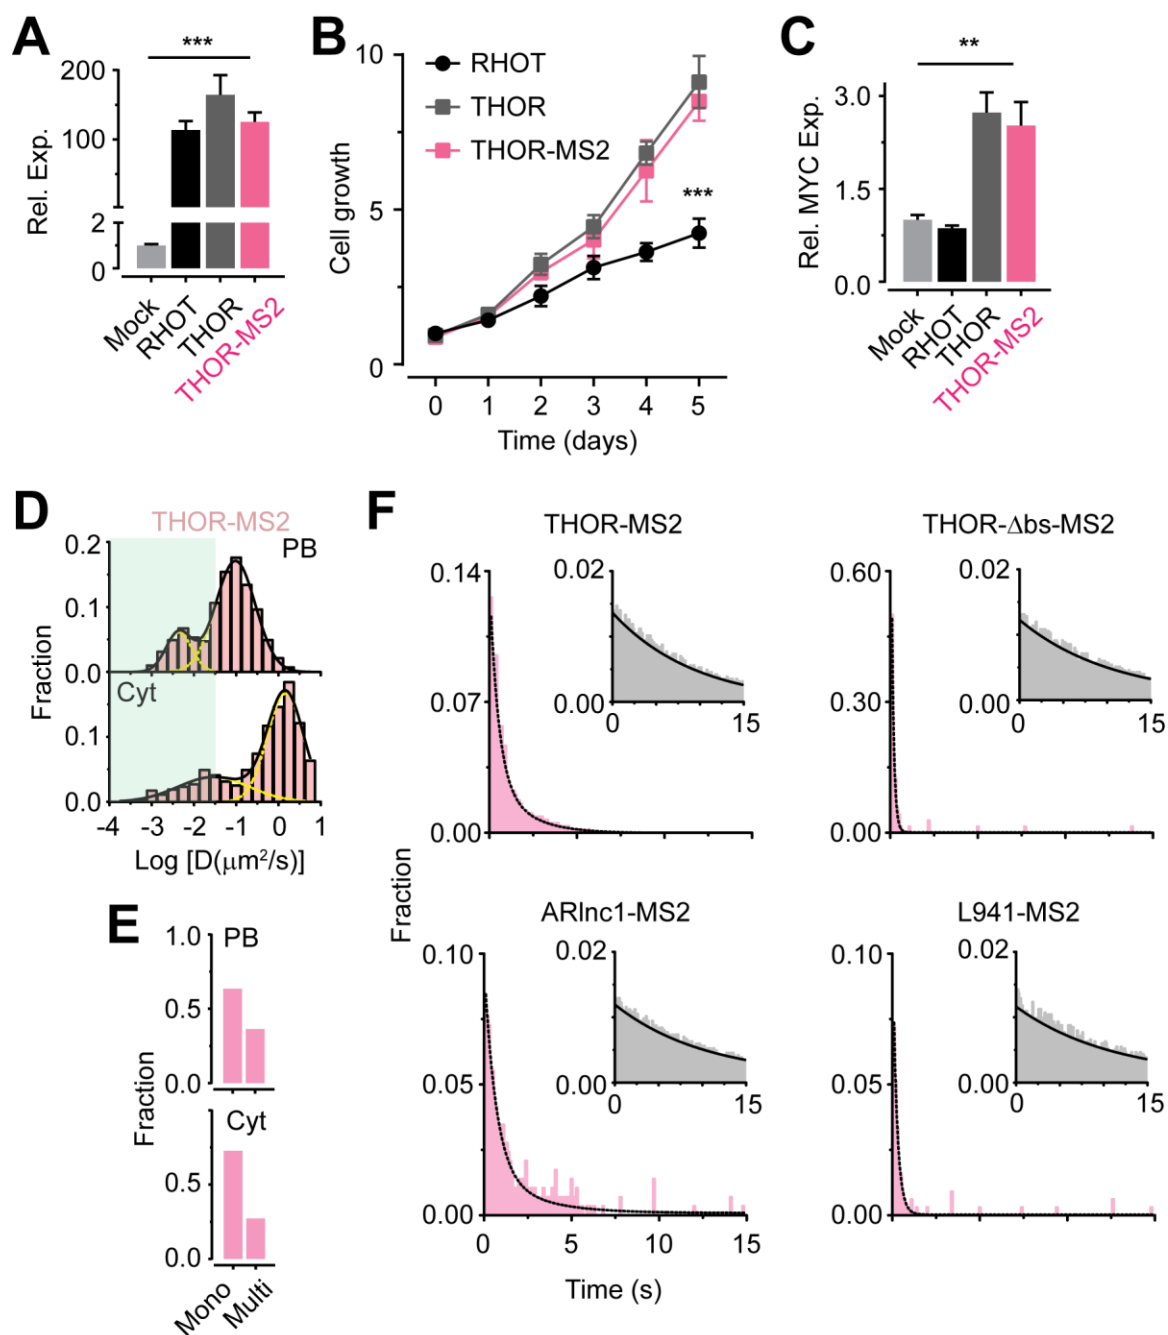 A
***
Rel. Exp.
200
100
2
0
Mock
RHOT
THOR
THOR-MS2
B
Cell growth
10
5
0
RHOT
THOR
THOR-MS2
***
0 1 2 3 4 5
Time (days)
C
**
Rel. MYC Exp.
3.0
1.5
0.0
Mock
RHOT
THOR
THOR-MS2
D
THOR-MS2
PB
0.2
0.1
0.0
Cyt
0.1
0.0
Fraction
-4 -3 -2 -1 0 1
Log [D(μm²/s)]
E
PB
1.0
0.5
0.0
Cyt
0.5
0.0
Fraction
Mono
Multi
F
Fraction
THOR-MS2
0.14
0.07
0.00
0.02
0.00
0 15
THOR-Δbs-MS2
0.60
0.30
0.00
0.02
0.00
0 15
ARlnc1-MS2
0.10
0.05
0.00
0.02
0.00
0 15
0 5 10 15
L941-MS2
0.10
0.05
0.00
0.02
0.00
0 15
Time (s)